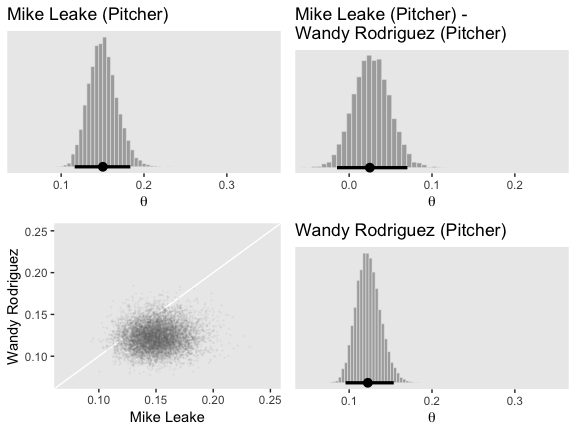 Mike Leake (Pitcher)
0.1 0.2 0.3
θ
Mike Leake (Pitcher) -
Wandy Rodriguez (Pitcher)
0.0 0.1 0.2
θ
Wandy Rodriguez
0.25
0.20
0.15
0.10
0.10 0.15 0.20 0.25
Mike Leake
Wandy Rodriguez (Pitcher)
0.1 0.2 0.3
θ